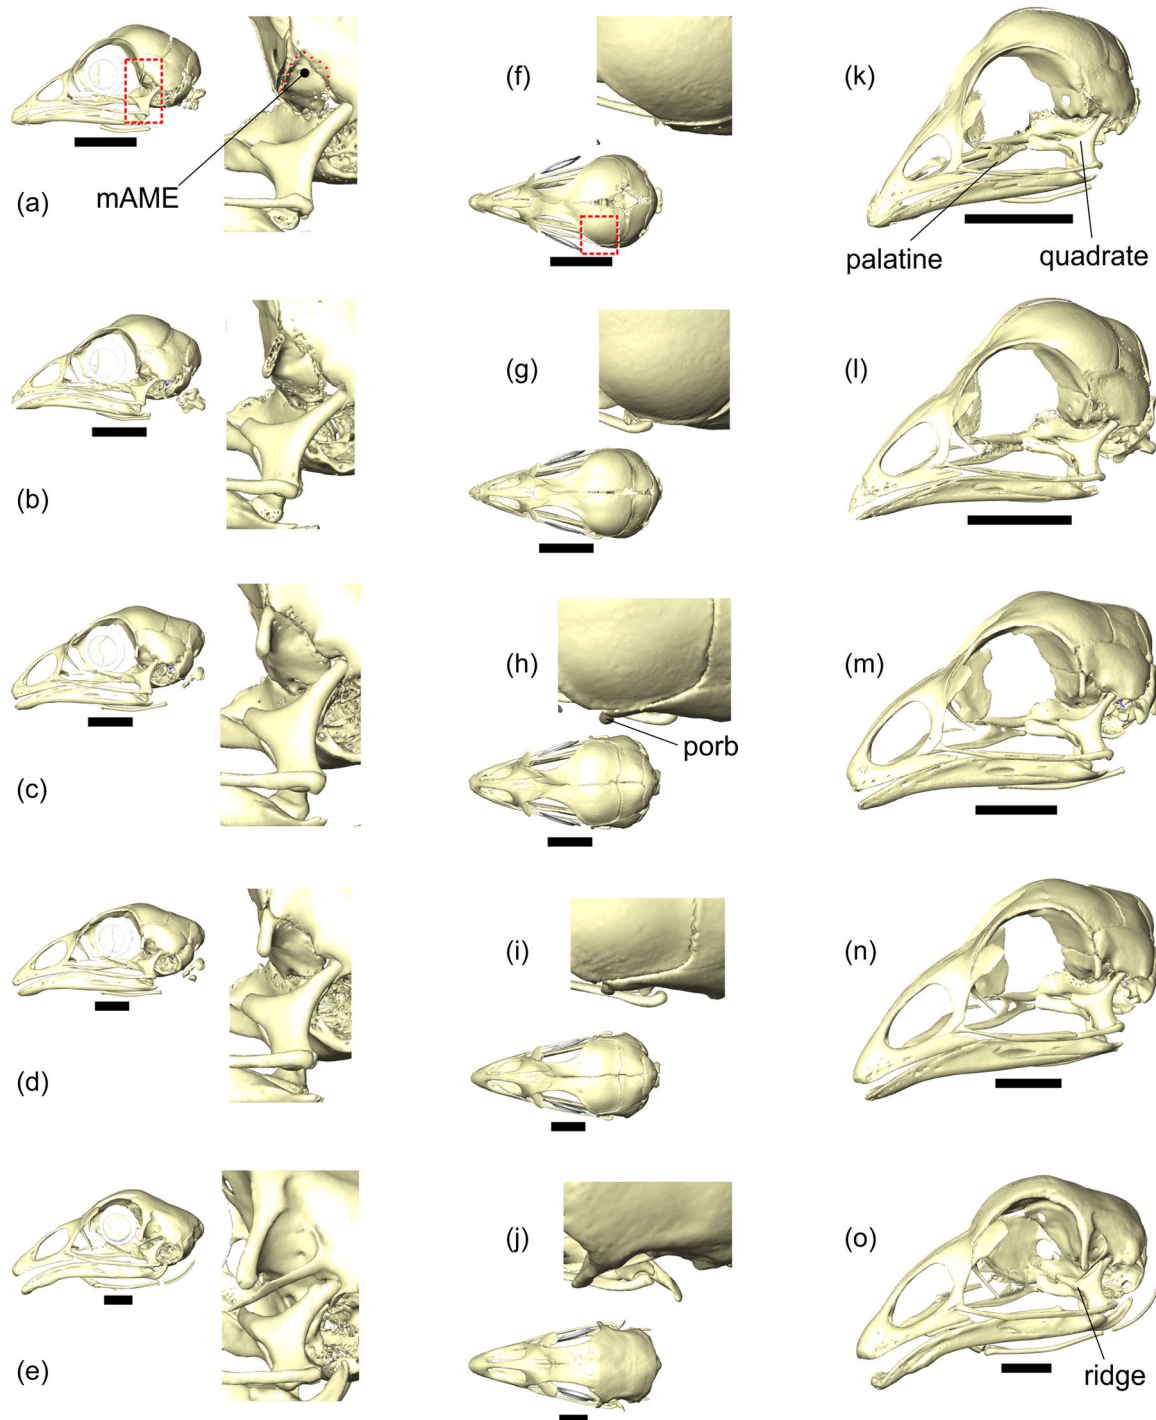 (a)
mAME
(f)
(k)
palatine
quadrate
(b)
(g)
(l)
(c)
(h)
porb
(m)
(d)
(i)
(n)
(e)
(j)
(o)
ridge